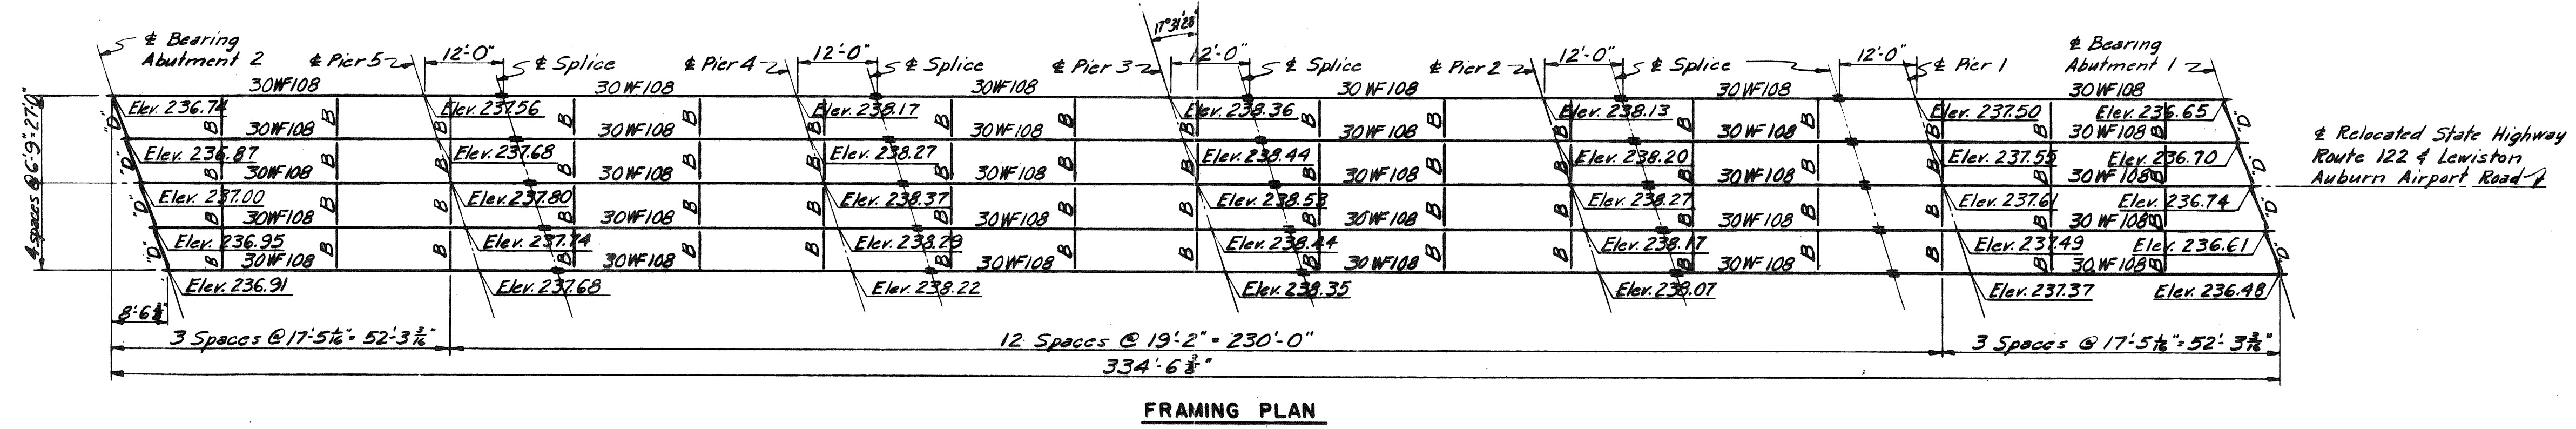 17°31'28"
℄ Bearing
Abutment 2
℄ Pier 5
12'-0"
℄ Splice
℄ Pier 4
12'-0"
℄ Splice
℄ Pier 3
12'-0"
℄ Splice
℄ Pier 2
12'-0"
℄ Splice
12'-0"
℄ Pier 1
℄ Bearing
Abutment 1
30WF108
30WF108
30WF108
30WF108
30WF108
30WF108
Elev. 236.74
Elev. 237.56
Elev. 238.17
Elev. 238.36
Elev. 238.13
Elev. 237.50
Elev. 236.65
"D" B B B B B B B B B B B B B B B B B "D"
30WF108
30WF108
30WF108
30WF108
30WF108
30WF108
Elev. 236.87
Elev. 237.68
Elev. 238.27
Elev. 238.44
Elev. 238.20
Elev. 237.55
Elev. 236.70
"D" B B B B B B B B B B B B B B B B B "D"
30WF108
30WF108
30WF108
30WF108
30WF108
30WF108
℄ Relocated State Highway
Route 122 & Lewiston
Auburn Airport Road
4 spaces @ 6'-9" = 27'-0"
Elev. 237.00
Elev. 237.80
Elev. 238.37
Elev. 238.53
Elev. 238.27
Elev. 237.61
Elev. 236.74
"D" B B B B B B B B B B B B B B B B B "D"
30WF108
30WF108
30WF108
30WF108
30WF108
30WF108
Elev. 236.95
Elev. 237.74
Elev. 238.29
Elev. 238.44
Elev. 238.17
Elev. 237.49
Elev. 236.61
"D" B B B B B B B B B B B B B B B B B "D"
30WF108
30WF108
30WF108
30WF108
30WF108
30WF108
Elev. 236.91
Elev. 237.68
Elev. 238.22
Elev. 238.35
Elev. 238.07
Elev. 237.37
Elev. 236.48
8'-6 3/8"
3 Spaces @ 17'-5 1/16" = 52'-3 3/16"
12 Spaces @ 19'-2" = 230'-0"
3 Spaces @ 17'-5 1/16" = 52'-3 3/16"
334'-6 3/8"
FRAMING PLAN